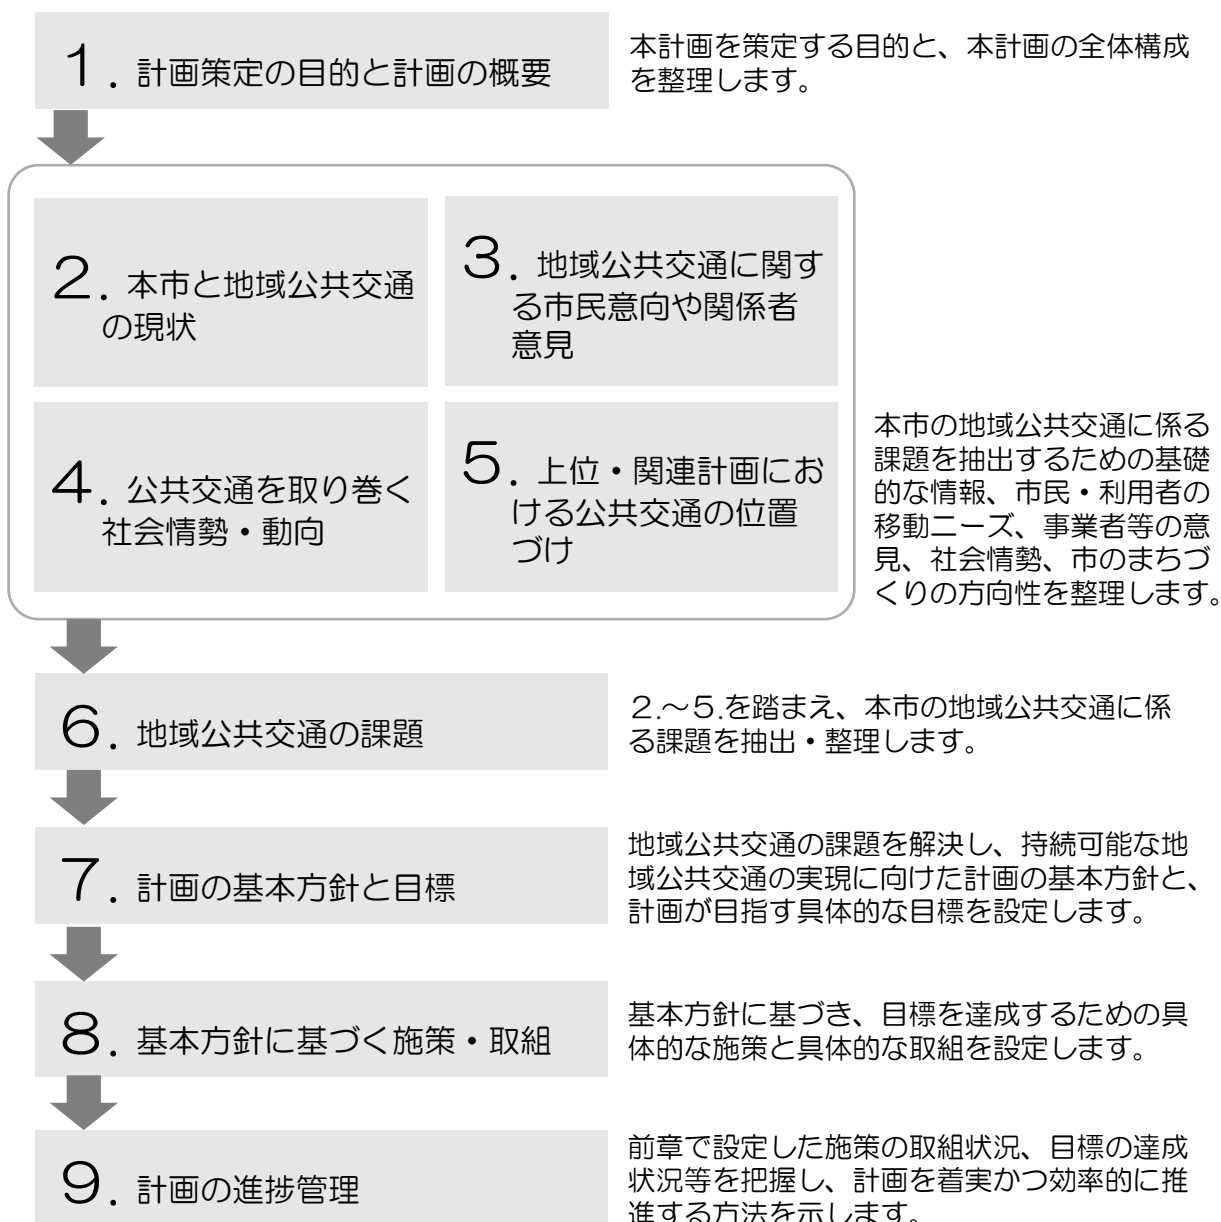 １．計画策定の目的と計画の概要
本計画を策定する目的と、本計画の全体構成
を整理します。
２．本市と地域公共交通
の現状
３．地域公共交通に関す
る市民意向や関係者
意見
４．公共交通を取り巻く
社会情勢・動向
５．上位・関連計画にお
ける公共交通の位置
づけ
本市の地域公共交通に係る
課題を抽出するための基礎
的な情報、市民・利用者の
移動ニーズ、事業者等の意
見、社会情勢、市のまちづ
くりの方向性を整理します。
６．地域公共交通の課題
２.～５.を踏まえ、本市の地域公共交通に係
る課題を抽出・整理します。
７．計画の基本方針と目標
地域公共交通の課題を解決し、持続可能な地
域公共交通の実現に向けた計画の基本方針と、
計画が目指す具体的な目標を設定します。
８．基本方針に基づく施策・取組
基本方針に基づき、目標を達成するための具
体的な施策と具体的な取組を設定します。
９．計画の進捗管理
前章で設定した施策の取組状況、目標の達成
状況等を把握し、計画を着実かつ効率的に推
進する方法を示します。